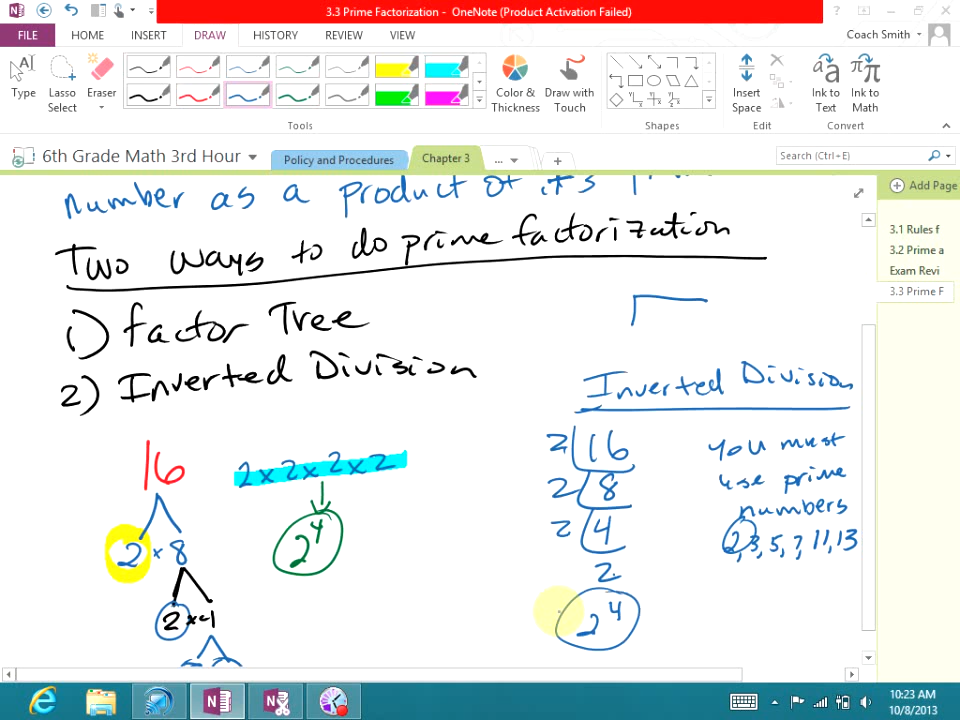 3.3 Prime Factorization - OneNote (Product Activation Failed)
FILE HOME INSERT DRAW HISTORY REVIEW VIEW
Coach Smith
Type
Lasso Select
Eraser
Color & Thickness
Draw with Touch
Insert Space
Ink to Text
Ink to Math
Tools
Shapes
Edit
Convert
6th Grade Math 3rd Hour
Policy and Procedures
Chapter 3
...
Search (Ctrl+E)
Add Page
3.1 Rules f
3.2 Prime a
Exam Revi
3.3 Prime F
number as a product of it's
Two ways to do prime factorization
1) Factor Tree
2) Inverted Division
16
2 x 8
2 x 4
2 x 2 x 2 x 2
2⁴
Inverted Division
2 16
2 8
2 4
2
2⁴
you must
use prime
numbers
2, 3, 5, 7, 11, 13
10:23 AM
10/8/2013